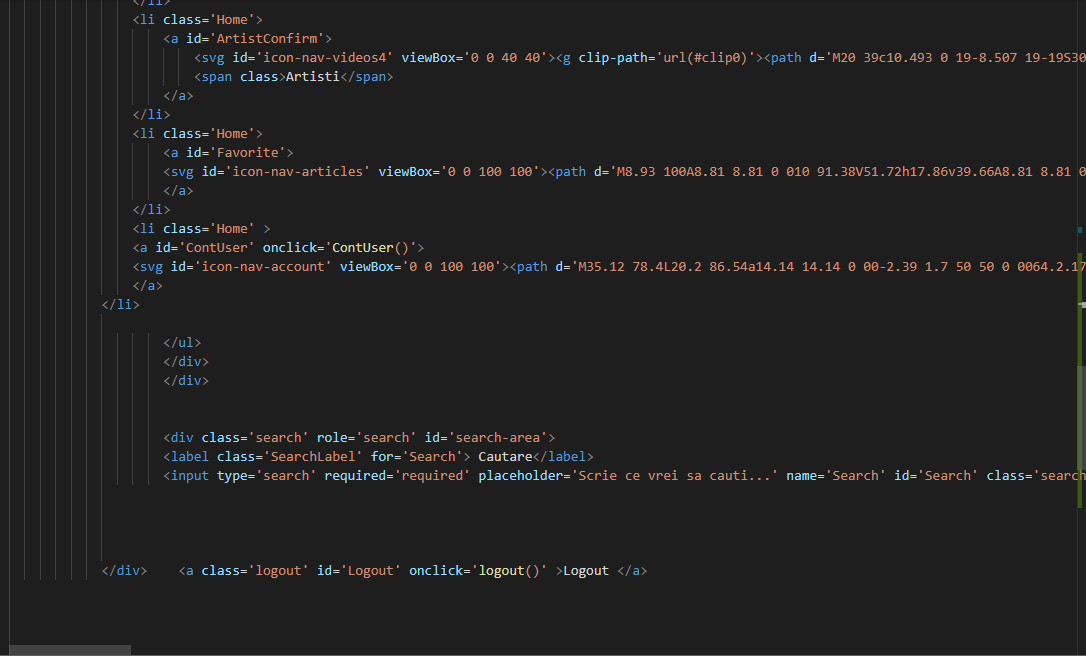 </li>
<li class='Home'>
<a id='ArtistConfirm'>
<svg id='icon-nav-videos4' viewBox='0 0 40 40'><g clip-path='url(#clip0)'><path d='M20 39c10.493 0 19-8.507 19-19S30
<span class>Artisti</span>
</a>
</li>
<li class='Home'>
<a id='Favorite'>
<svg id='icon-nav-articles' viewBox='0 0 100 100'><path d='M8.93 100A8.81 8.81 0 010 91.38V51.72h17.86v39.66A8.81 8.81 0
</a>
</li>
<li class='Home' >
<a id='ContUser' onclick='ContUser()'>
<svg id='icon-nav-account' viewBox='0 0 100 100'><path d='M35.12 78.4L20.2 86.54a14.14 14.14 0 00-2.39 1.7 50 50 0 0064.2.17
</a>
</li>
</ul>
</div>
</div>
<div class='search' role='search' id='search-area'>
<label class='SearchLabel' for='Search'> Cautare</label>
<input type='search' required='required' placeholder='Scrie ce vrei sa cauti...' name='Search' id='Search' class='search
</div> <a class='logout' id='Logout' onclick='logout()' >Logout </a>